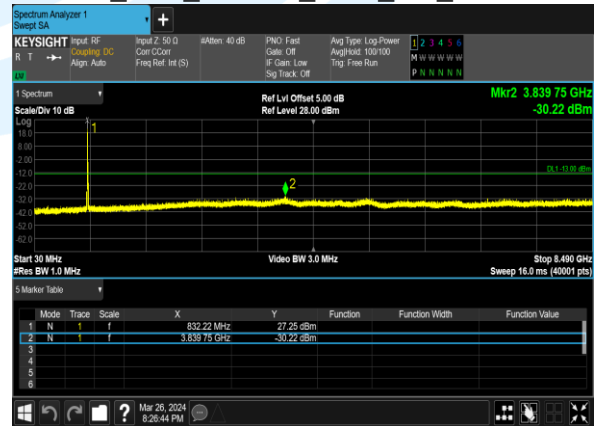 Spectrum Analyzer 1
Swept SA
+
KEYSIGHT
R T
LW
Input: RF
Coupling: DC
Align: Auto
Input Z: 50 Ω
Corr CCorr
Freq Ref: Int (S)
#Atten: 40 dB
PNO: Fast
Gate: Off
IF Gain: Low
Sig Track: Off
Avg Type: Log-Power
Avg|Hold: 100/100
Trig: Free Run
1 2 3 4 5 6
M W W W W W
P N N N N N
1 Spectrum
Scale/Div 10 dB
Ref Lvl Offset 5.00 dB
Ref Level 28.00 dBm
Mkr2 3.839 75 GHz
-30.22 dBm
Log
1
18.0
8.00
-2.00
DL1 -13.00 dBm
-12.0
-22.0
2
-32.0
-42.0
-52.0
-62.0
Start 30 MHz
#Res BW 1.0 MHz
Video BW 3.0 MHz
Stop 8.490 GHz
Sweep 16.0 ms (40001 pts)
5 Marker Table
Mode Trace Scale X Y Function Function Width Function Value
1 N 1 f 832.22 MHz 27.25 dBm
2 N 1 f 3.839 75 GHz -30.22 dBm
3
4
5
6
?
Mar 26, 2024
8:26:44 PM